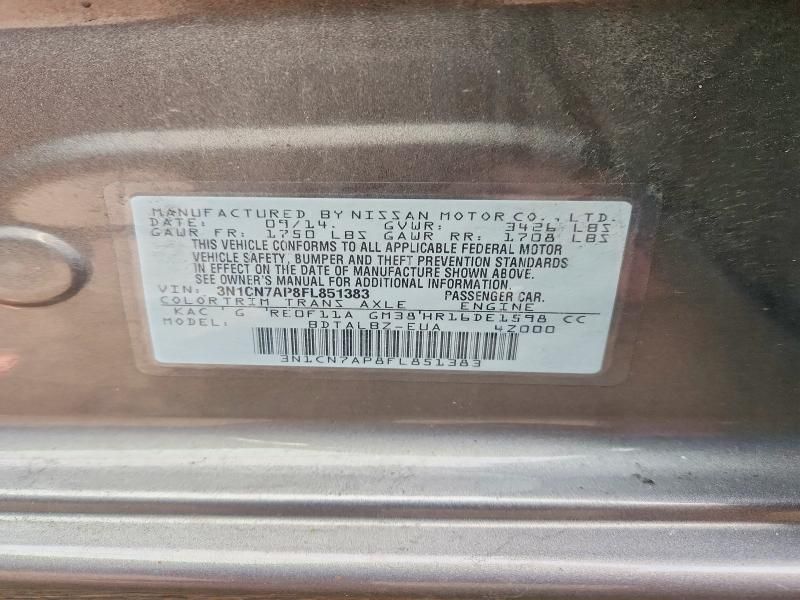 MANUFACTURED BY NISSAN MOTOR CO., LTD.
DATE: 09/14. GVWR: 3426 LBS
GAWR FR: 1750 LBS GAWR RR: 1708 LBS
THIS VEHICLE CONFORMS TO ALL APPLICABLE FEDERAL MOTOR
VEHICLE SAFETY, BUMPER AND THEFT PREVENTION STANDARDS
IN EFFECT ON THE DATE OF MANUFACTURE SHOWN ABOVE.
SEE OWNER'S MANUAL FOR ADDITIONAL INFORMATION.
VIN: 3N1CN7AP8FL851383 PASSENGER CAR.
COLOR TRIM TRANS AXLE ENGINE
KAC G RE0F11A GM38 HR16DE1598 CC
MODEL: BDTALBZ-EUA 4Z000
3N1CN7AP8FL851383